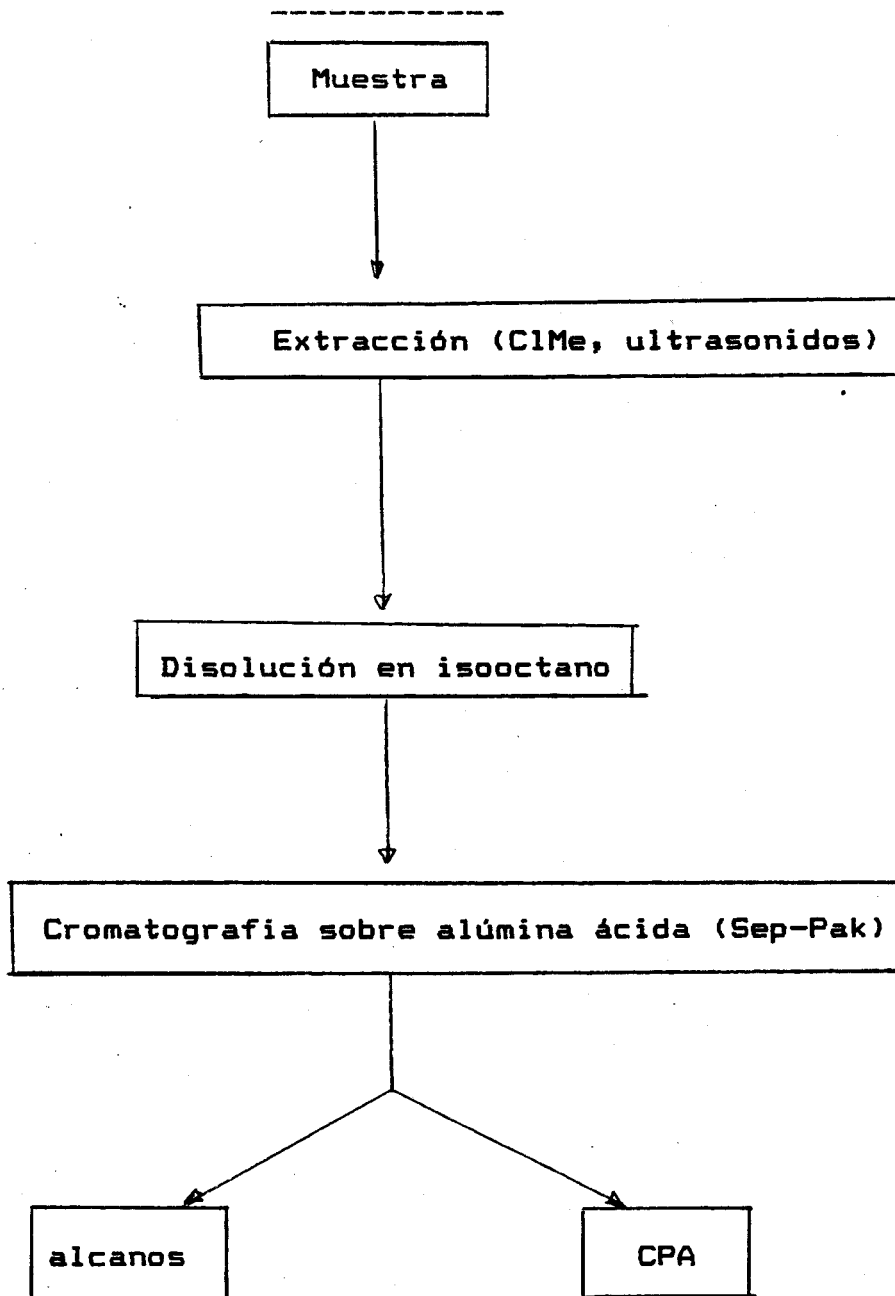 Muestra
Extracción (ClMe, ultrasonidos)
Disolución en isooctano
Cromatografia sobre alúmina ácida (Sep-Pak)
alcanos
CPA